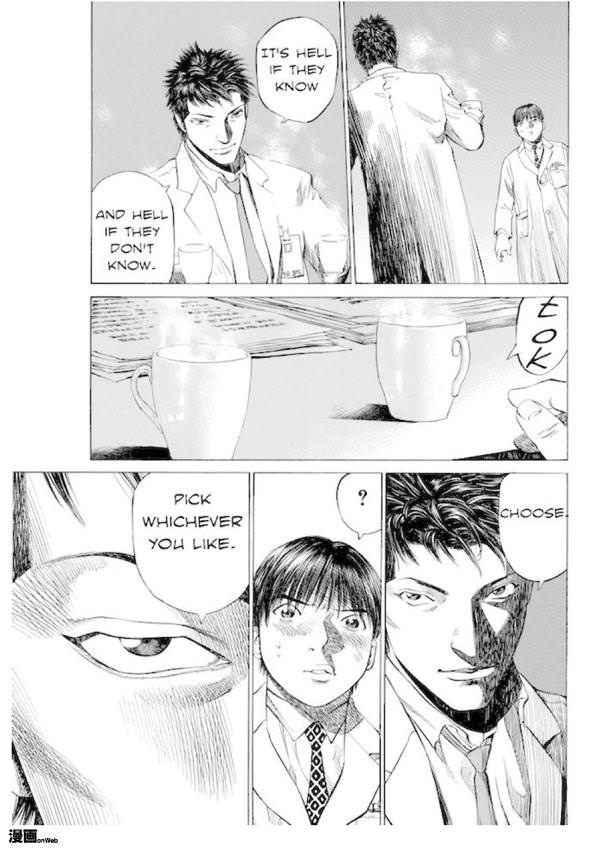 IT'S HELL
IF THEY
KNOW
AND HELL
IF THEY
DON'T
KNOW.
tok
CHOOSE.
?
PICK
WHICHEVER
YOU LIKE.
漫画onWeb